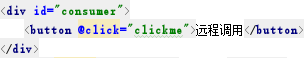 <div id="consumer">
<button @click="clickme">远程调用</button>
</div>